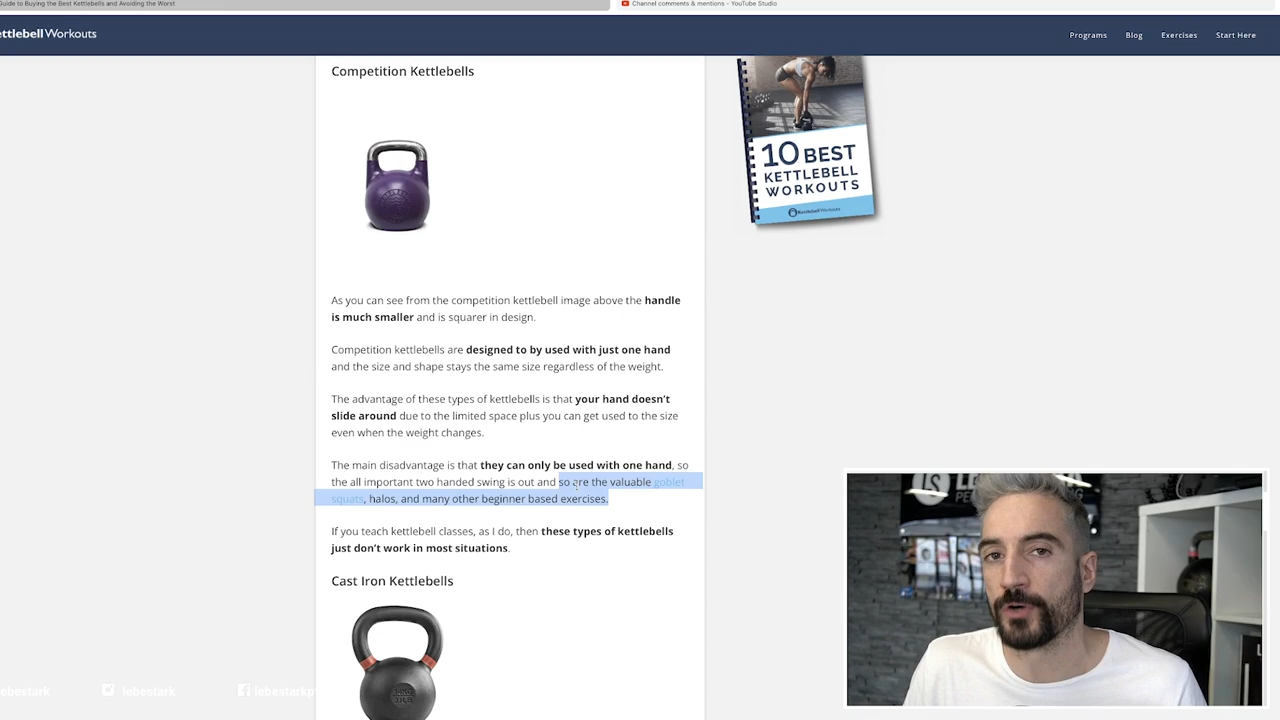 Guide to Buying the Best Kettlebells and Avoiding the Worst
Channel comments & mentions - YouTube Studio
ettlebellWorkouts
Programs
Blog
Exercises
Start Here
Competition Kettlebells
10 BEST
KETTLEBELL
WORKOUTS
KettlebellWorkouts
As you can see from the competition kettlebell image above the handle
is much smaller and is squarer in design.
Competition kettlebells are designed to by used with just one hand
and the size and shape stays the same size regardless of the weight.
The advantage of these types of kettlebells is that your hand doesn't
slide around due to the limited space plus you can get used to the size
even when the weight changes.
The main disadvantage is that they can only be used with one hand, so
the all important two handed swing is out and so are the valuable goblet
squats, halos, and many other beginner based exercises.
If you teach kettlebell classes, as I do, then these types of kettlebells
just don't work in most situations.
Cast Iron Kettlebells
ebestark
lebestark
lebestarkp